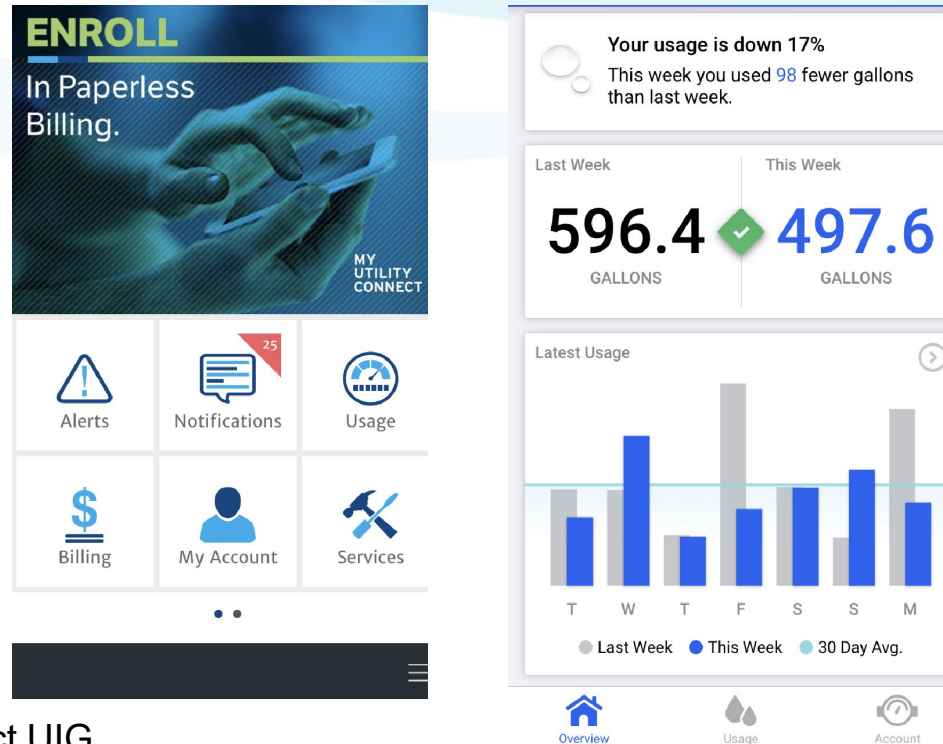 ENROLL
In Paperless
Billing.
MY
UTILITY
CONNECT
25
Alerts
Notifications
Usage
$
Billing
My Account
Services
ct UIG
Your usage is down 17%
This week you used 98 fewer gallons
than last week.
Last Week
This Week
596.4
497.6
GALLONS
GALLONS
Latest Usage
T W T F S S M
Last Week This Week 30 Day Avg.
Overview
Usage
Account